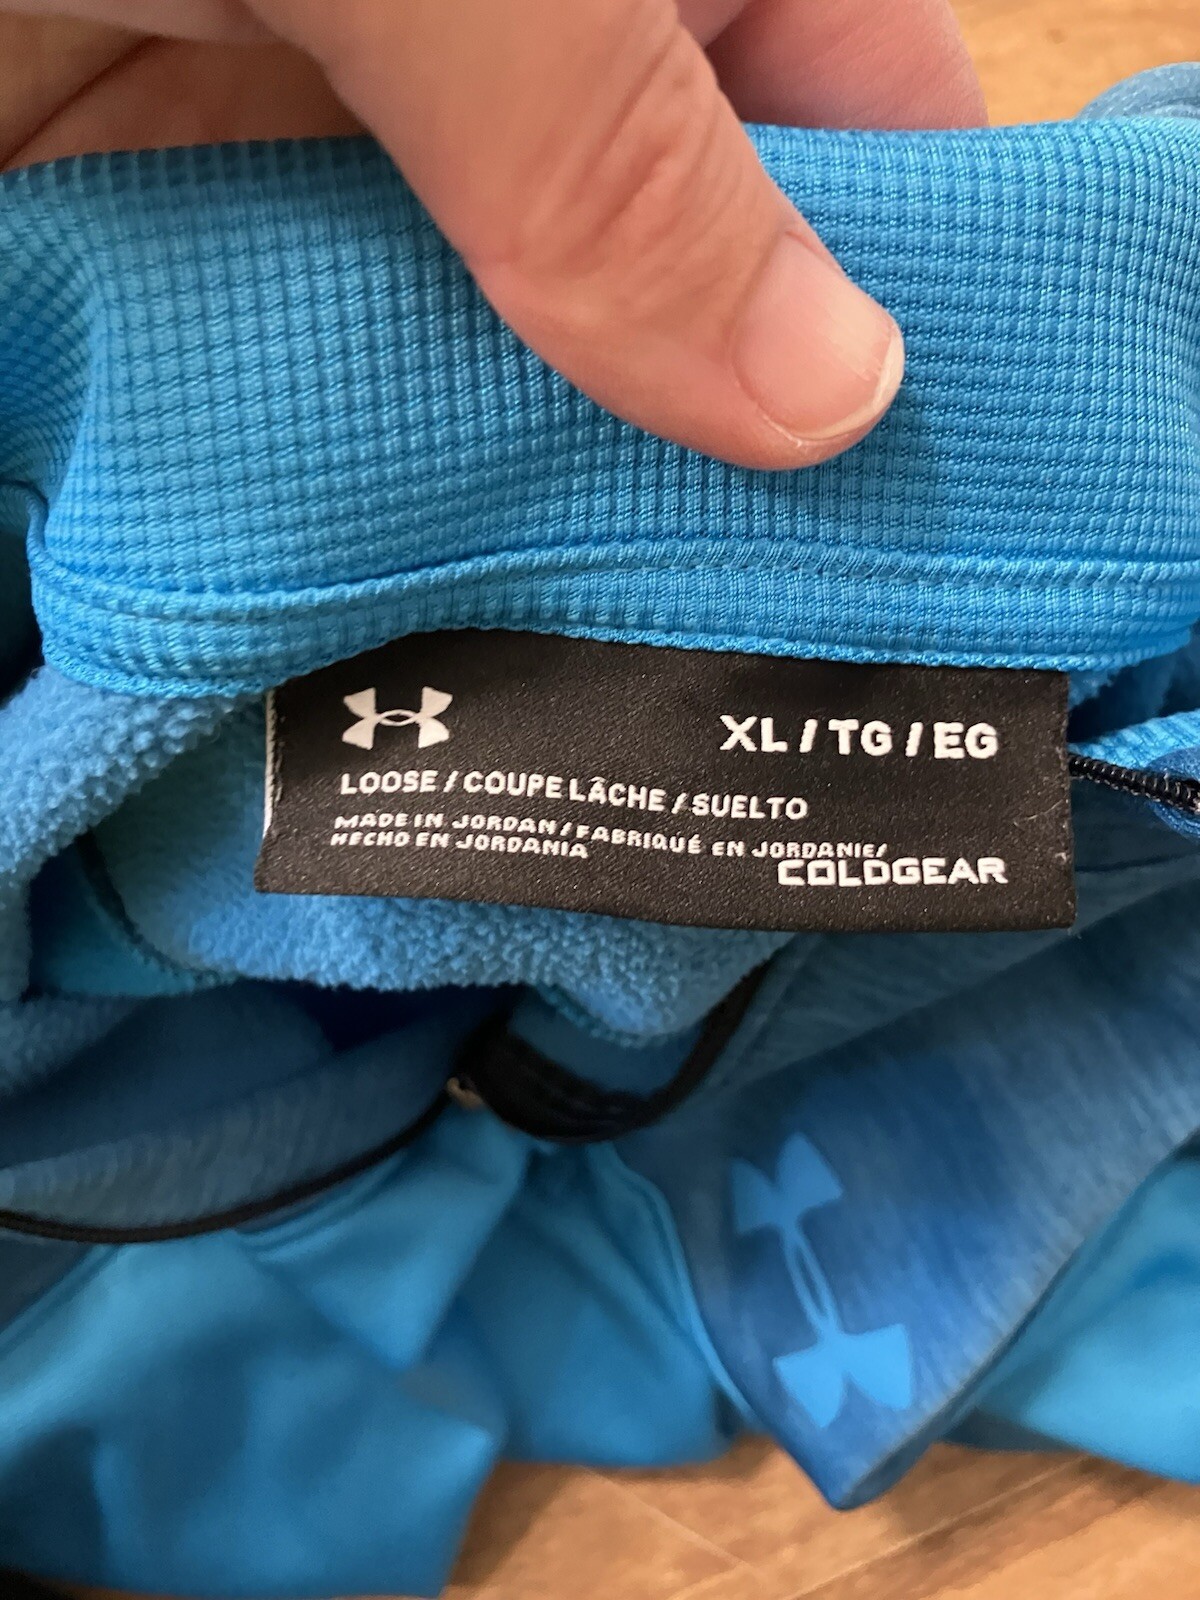 XL / TG / EG
LOOSE / COUPE LÂCHE / SUELTO
MADE IN JORDAN / FABRIQUÉ EN JORDANIE/
HECHO EN JORDANIA
COLDGEAR